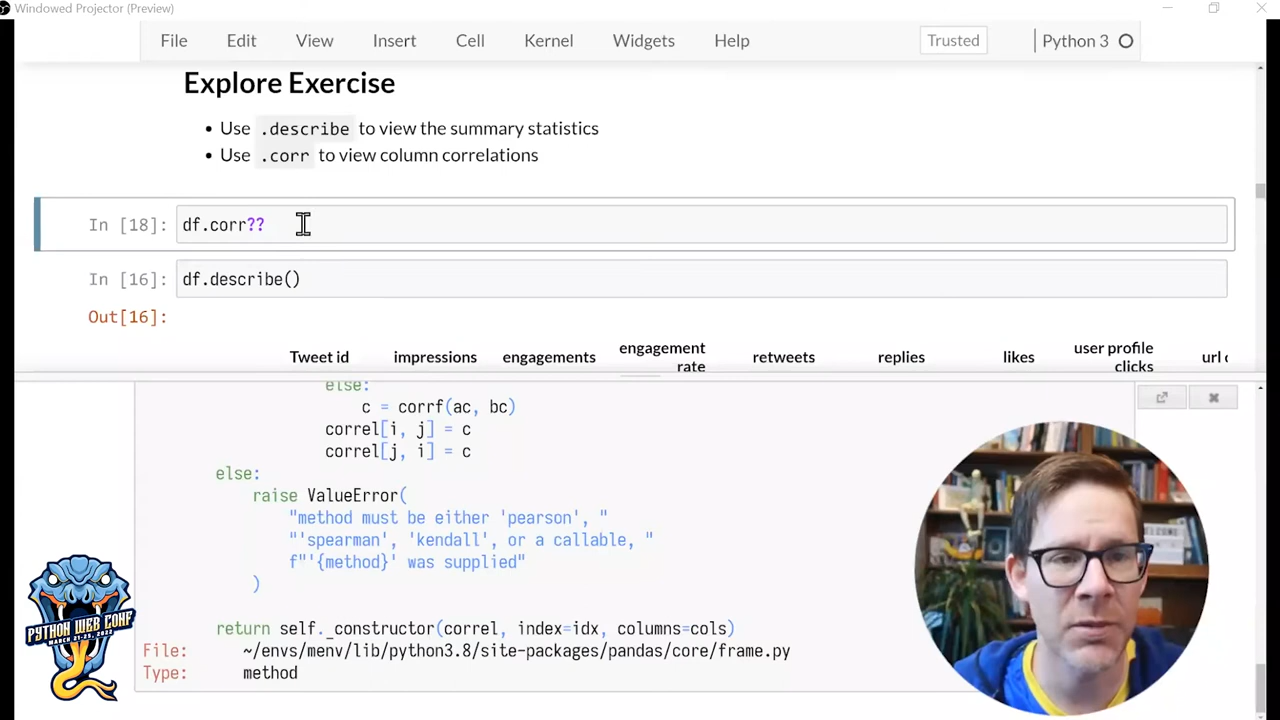 Windowed Projector (Preview)
File Edit View Insert Cell Kernel Widgets Help Trusted Python 3
Explore Exercise
• Use .describe to view the summary statistics
• Use .corr to view column correlations
In [18]: df.corr??
In [16]: df.describe()
Out[16]:
Tweet id impressions engagements engagement rate retweets replies likes user profile clicks url c
else:
c = corrf(ac, bc)
correl[i, j] = c
correl[j, i] = c
else:
raise ValueError(
"method must be either 'pearson', "
"'spearman', 'kendall', or a callable, "
f"'{method}' was supplied"
)
return self._constructor(correl, index=idx, columns=cols)
File: ~/envs/menv/lib/python3.8/site-packages/pandas/core/frame.py
Type: method
PYTHON WEB CONF
MARCH 21-25, 2022